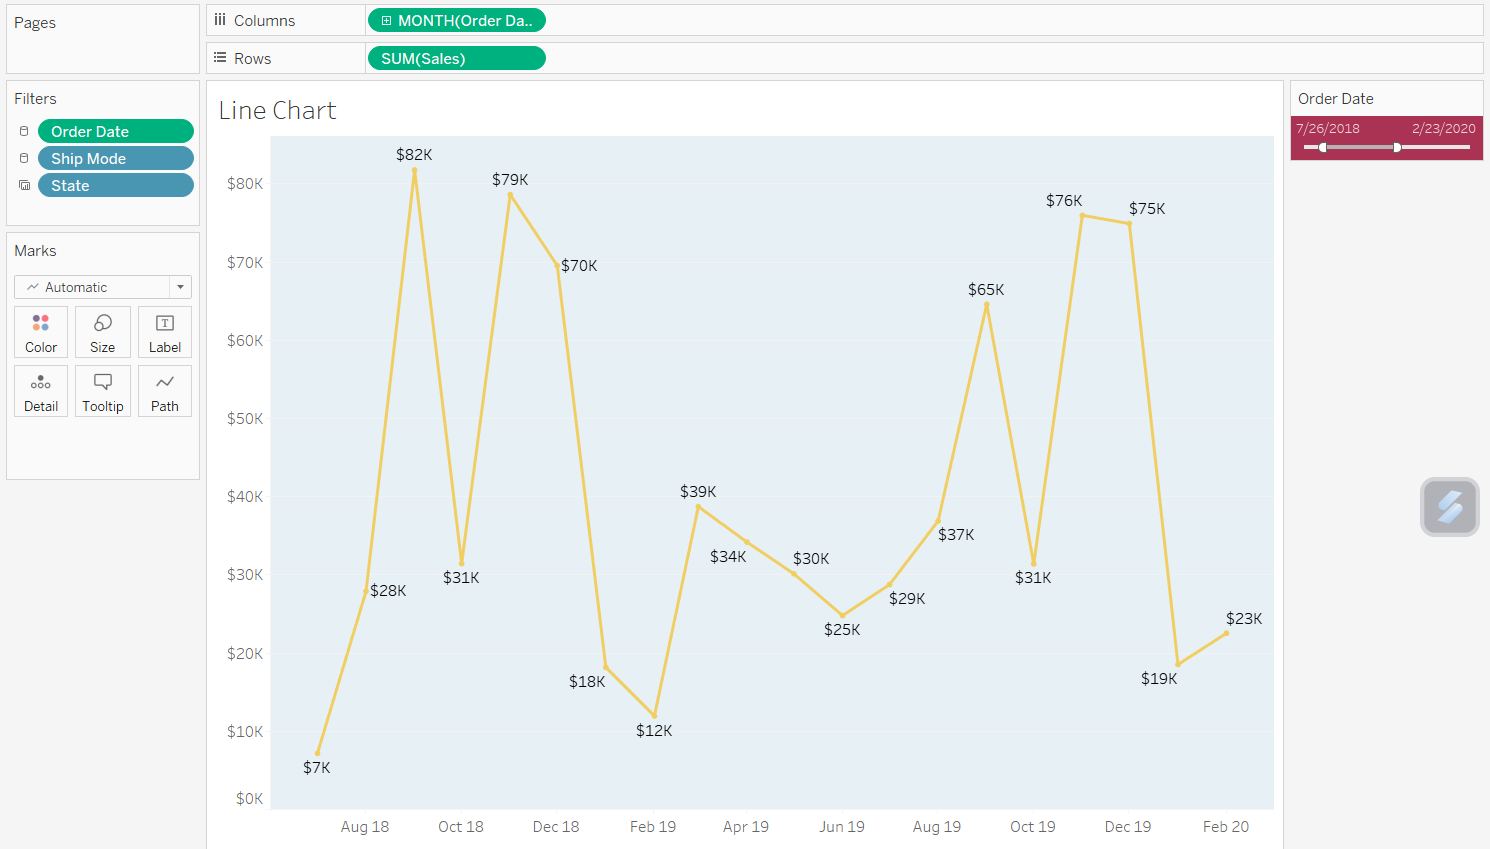 Pages
Columns
MONTH(Order Da..
Rows
SUM(Sales)
Filters
Order Date
Ship Mode
State
Marks
Automatic
Color
Size
Label
Detail
Tooltip
Path
Line Chart
$80K
$70K
$60K
$50K
$40K
$30K
$20K
$10K
$0K
$7K
$28K
$82K
$31K
$79K
$70K
$18K
$12K
$39K
$34K
$30K
$25K
$29K
$37K
$65K
$31K
$76K
$75K
$19K
$23K
Aug 18 Oct 18 Dec 18 Feb 19 Apr 19 Jun 19 Aug 19 Oct 19 Dec 19 Feb 20
Order Date
7/26/2018 2/23/2020